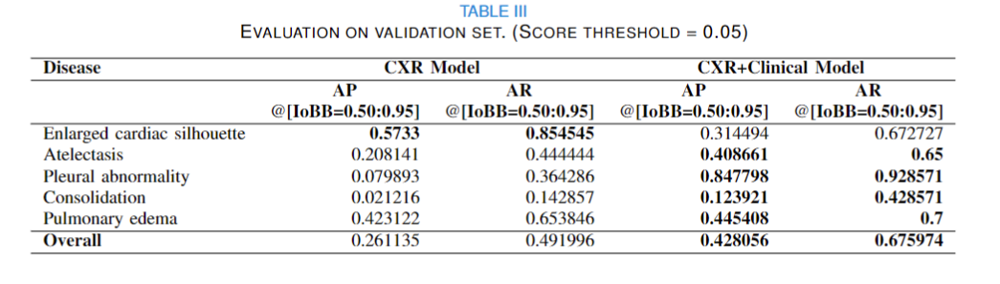 TABLE III
EVALUATION ON VALIDATION SET. (SCORE THRESHOLD = 0.05)
Disease CXR Model CXR+Clinical Model
AP AR AP AR
@[IoBB=0.50:0.95] @[IoBB=0.50:0.95] @[IoBB=0.50:0.95] @[IoBB=0.50:0.95]
Enlarged cardiac silhouette 0.5733 0.854545 0.314494 0.672727
Atelectasis 0.208141 0.444444 0.408661 0.65
Pleural abnormality 0.079893 0.364286 0.847798 0.928571
Consolidation 0.021216 0.142857 0.123921 0.428571
Pulmonary edema 0.423122 0.653846 0.445408 0.7
Overall 0.261135 0.491996 0.428056 0.675974